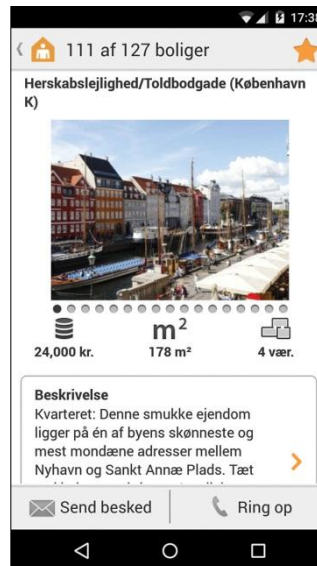 17:38
111 af 127 boliger
Herskabslejlighed/Toldbodgade (København
K)
m²
24,000 kr.
178 m²
4 vær.
Beskrivelse
Kvarteret: Denne smukke ejendom
ligger på én af byens skønneste og
mest mondæne adresser mellem
Nyhavn og Sankt Annæ Plads. Tæt
Send besked
Ring op